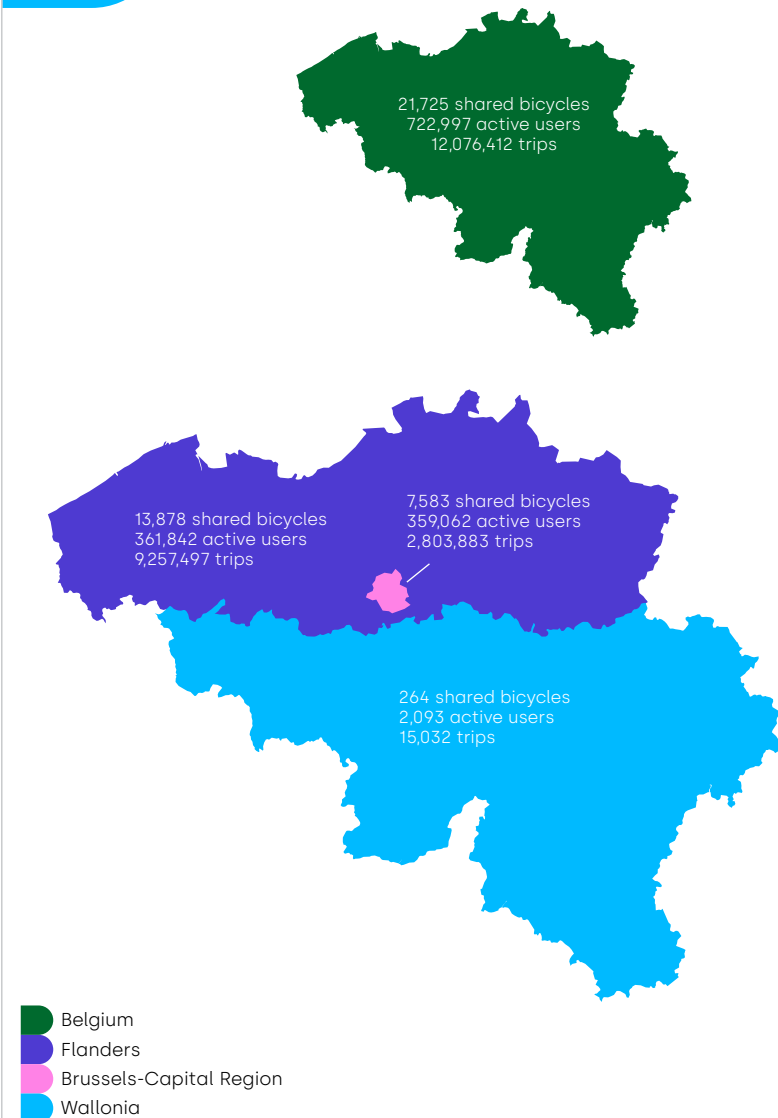 21,725 shared bicycles
722,997 active users
12,076,412 trips
13,878 shared bicycles
361,842 active users
9,257,497 trips
7,583 shared bicycles
359,062 active users
2,803,883 trips
264 shared bicycles
2,093 active users
15,032 trips
Belgium
Flanders
Brussels-Capital Region
Wallonia